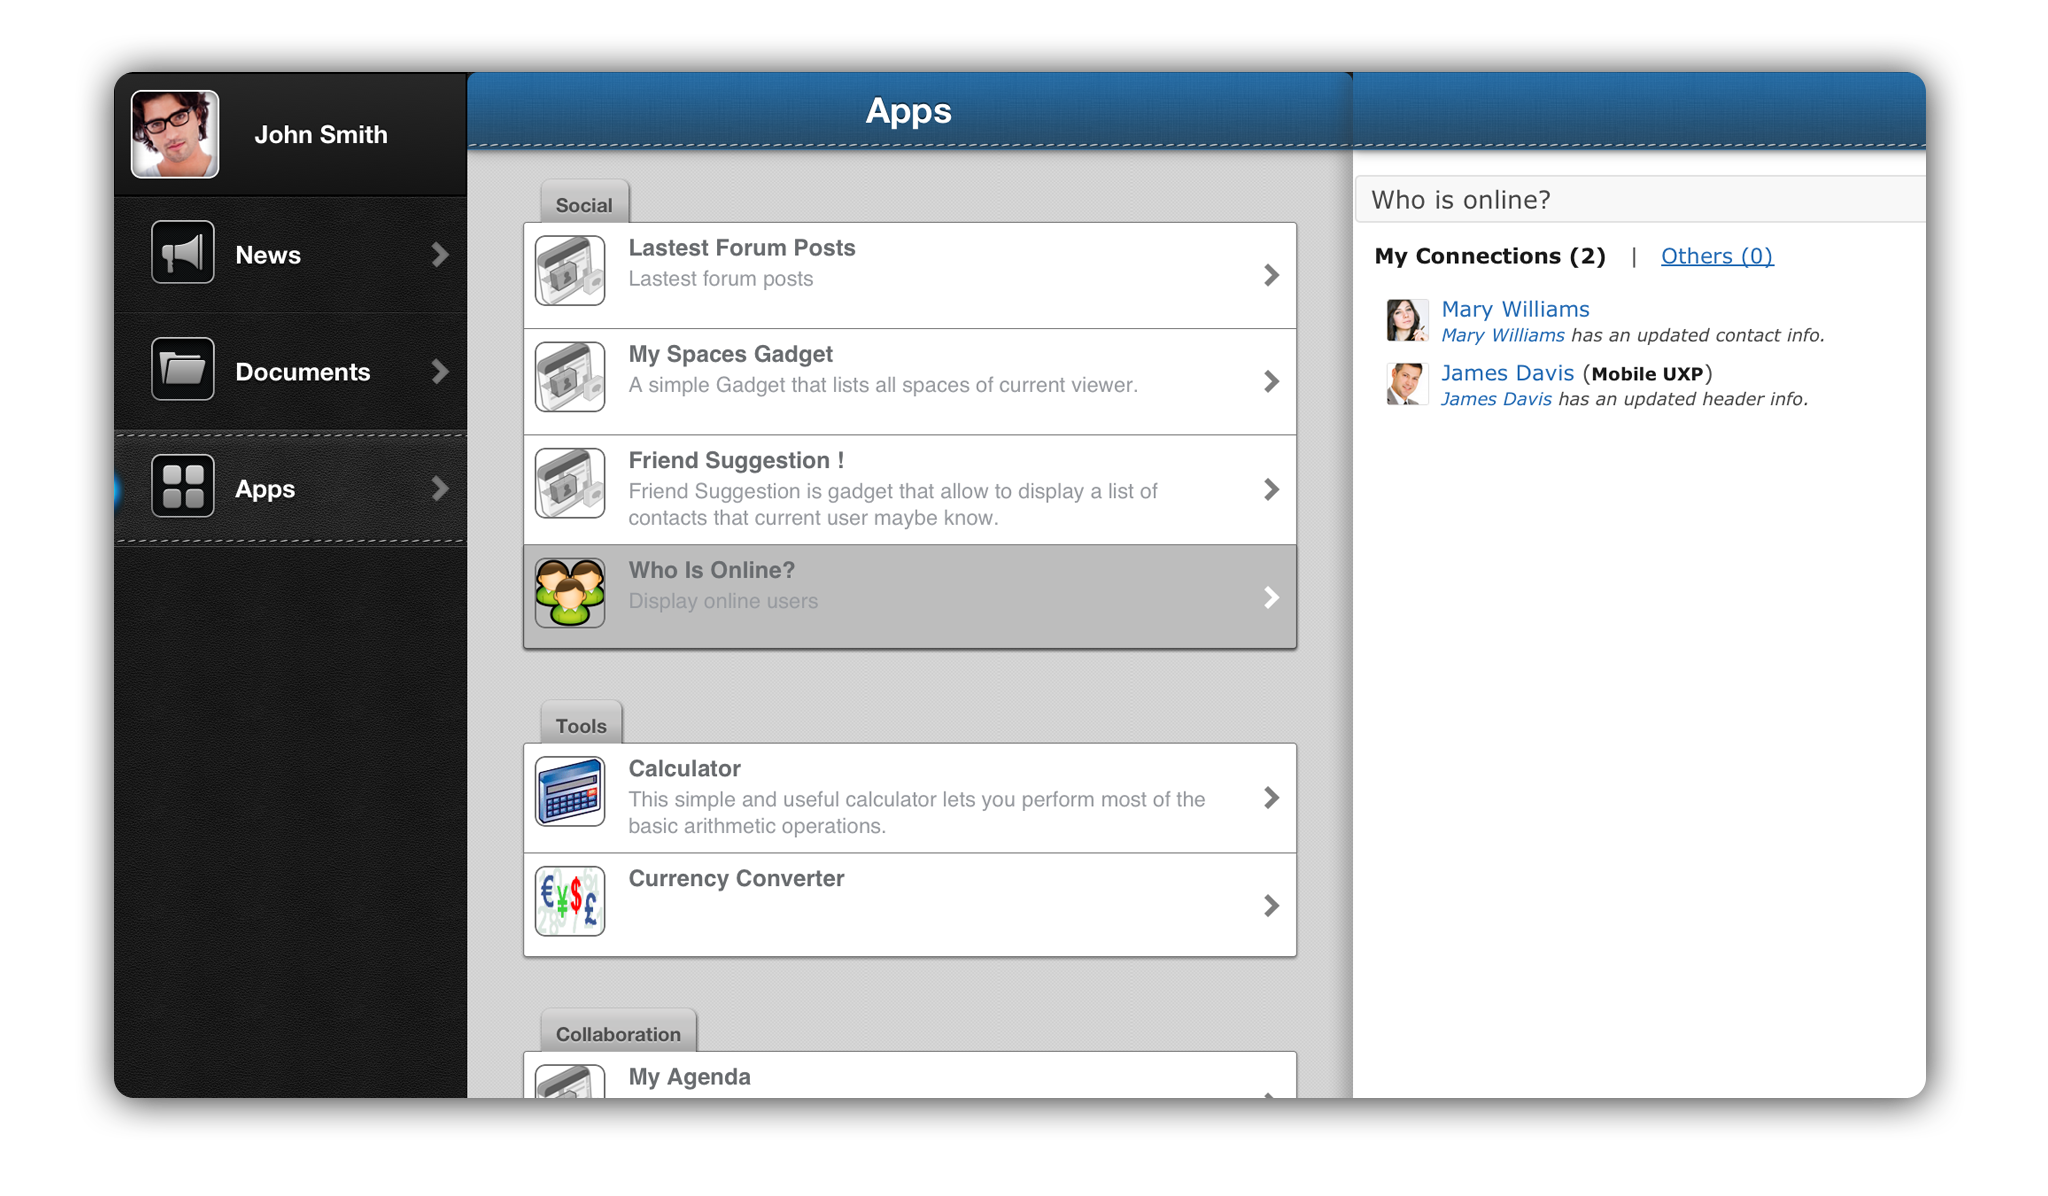 John Smith
News
Documents
Apps
Apps
Social
Lastest Forum Posts
Lastest forum posts
My Spaces Gadget
A simple Gadget that lists all spaces of current viewer.
Friend Suggestion !
Friend Suggestion is gadget that allow to display a list of
contacts that current user maybe know.
Who Is Online?
Display online users
Tools
Calculator
This simple and useful calculator lets you perform most of the
basic arithmetic operations.
Currency Converter
Collaboration
My Agenda
Who is online?
My Connections (2) | Others (0)
Mary Williams
Mary Williams has an updated contact info.
James Davis (Mobile UXP)
James Davis has an updated header info.